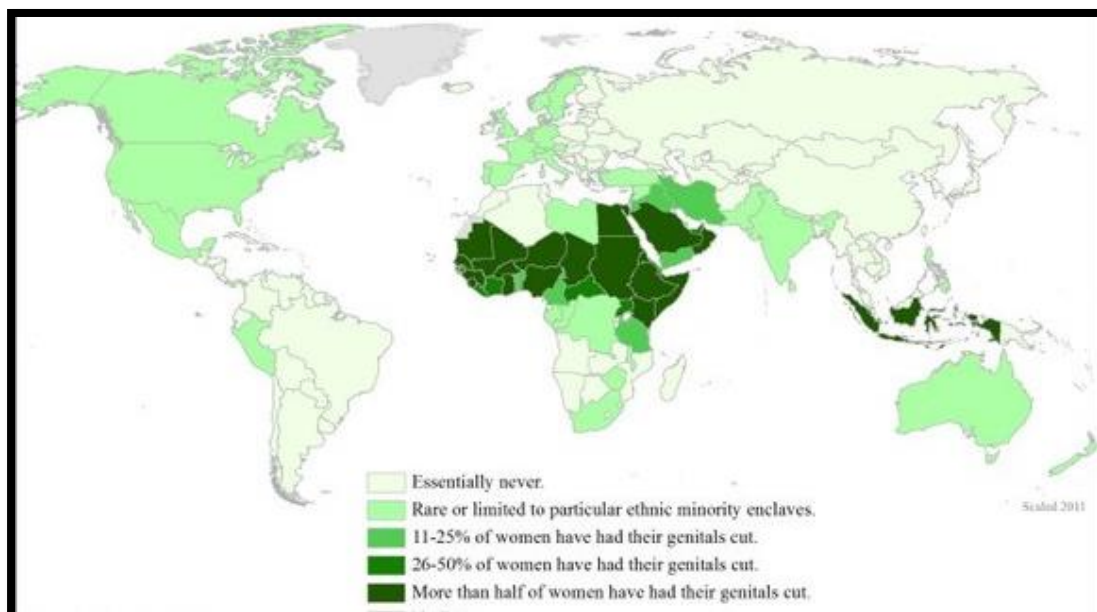 Essentially never.
Rare or limited to particular ethnic minority enclaves.
11-25% of women have had their genitals cut.
26-50% of women have had their genitals cut.
More than half of women have had their genitals cut.
Scaled 2011